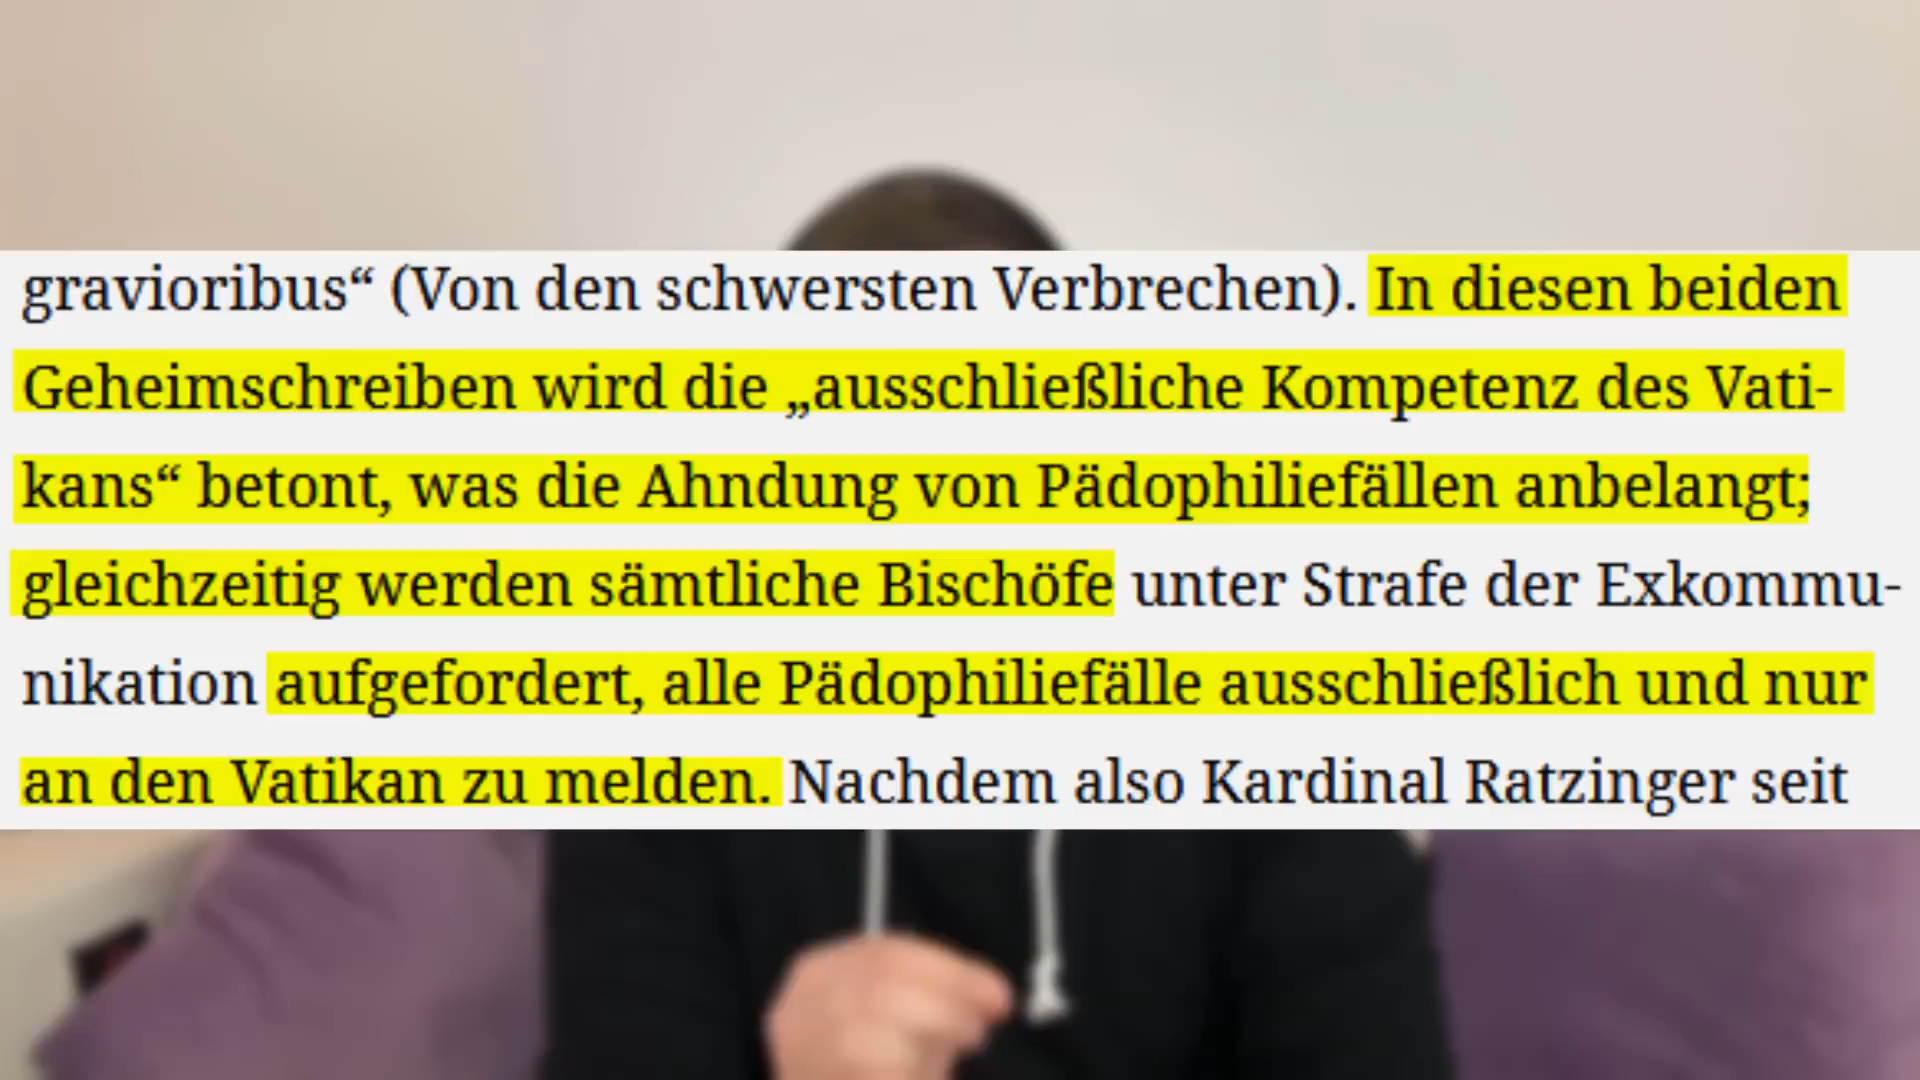 gravioribus“ (Von den schwersten Verbrechen). In diesen beiden
Geheimschreiben wird die „ausschließliche Kompetenz des Vati-
kans“ betont, was die Ahndung von Pädophiliefällen anbelangt;
gleichzeitig werden sämtliche Bischöfe unter Strafe der Exkommu-
nikation aufgefordert, alle Pädophiliefälle ausschließlich und nur
an den Vatikan zu melden. Nachdem also Kardinal Ratzinger seit